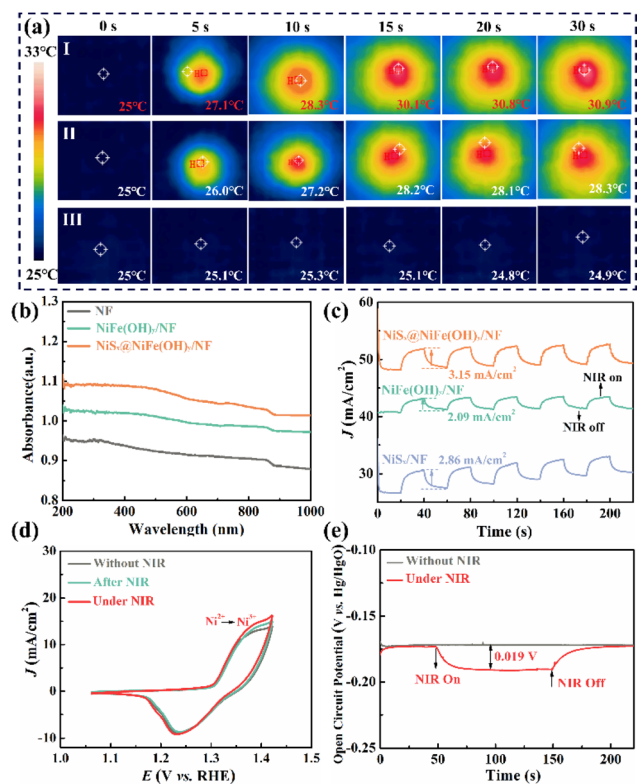 (a) 0 s 5 s 10 s 15 s 20 s 30 s
33°C
I
25°C 27.1°C 28.3°C 30.1°C 30.8°C 30.9°C
II
25°C 26.0°C 27.2°C 28.2°C 28.1°C 28.3°C
III
25°C 25.1°C 25.3°C 25.1°C 24.8°C 24.9°C
25°C
(b)
1.3
1.2
1.1
1.0
0.9
0.8
Absorbance(a.u.)
NF
NiFe(OH)ᵧ/NF
NiSₓ@NiFe(OH)ᵧ/NF
200 400 600 800 1000
Wavelength (nm)
(c)
60
50
40
30
J (mA/cm²)
NiSₓ@NiFe(OH)ᵧ/NF
3.15 mA/cm²
NiFe(OH)ᵧ/NF
2.09 mA/cm²
NIR on
NIR off
NiSₓ/NF 2.86 mA/cm²
0 40 80 120 160 200
Time (s)
(d)
30
20
10
0
-10
J (mA/cm²)
Without NIR
After NIR
Under NIR
Ni²⁺ Ni³⁺
1.0 1.1 1.2 1.3 1.4 1.5
E (V vs. RHE)
(e)
-0.10
-0.15
-0.20
-0.25
Open Circuit Potential (V vs. Hg/HgO)
Without NIR
Under NIR
0.019 V
NIR On
NIR Off
0 50 100 150 200
Time (s)